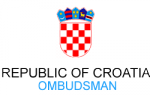 REPUBLIC OF CROATIA
OMBUDSMAN